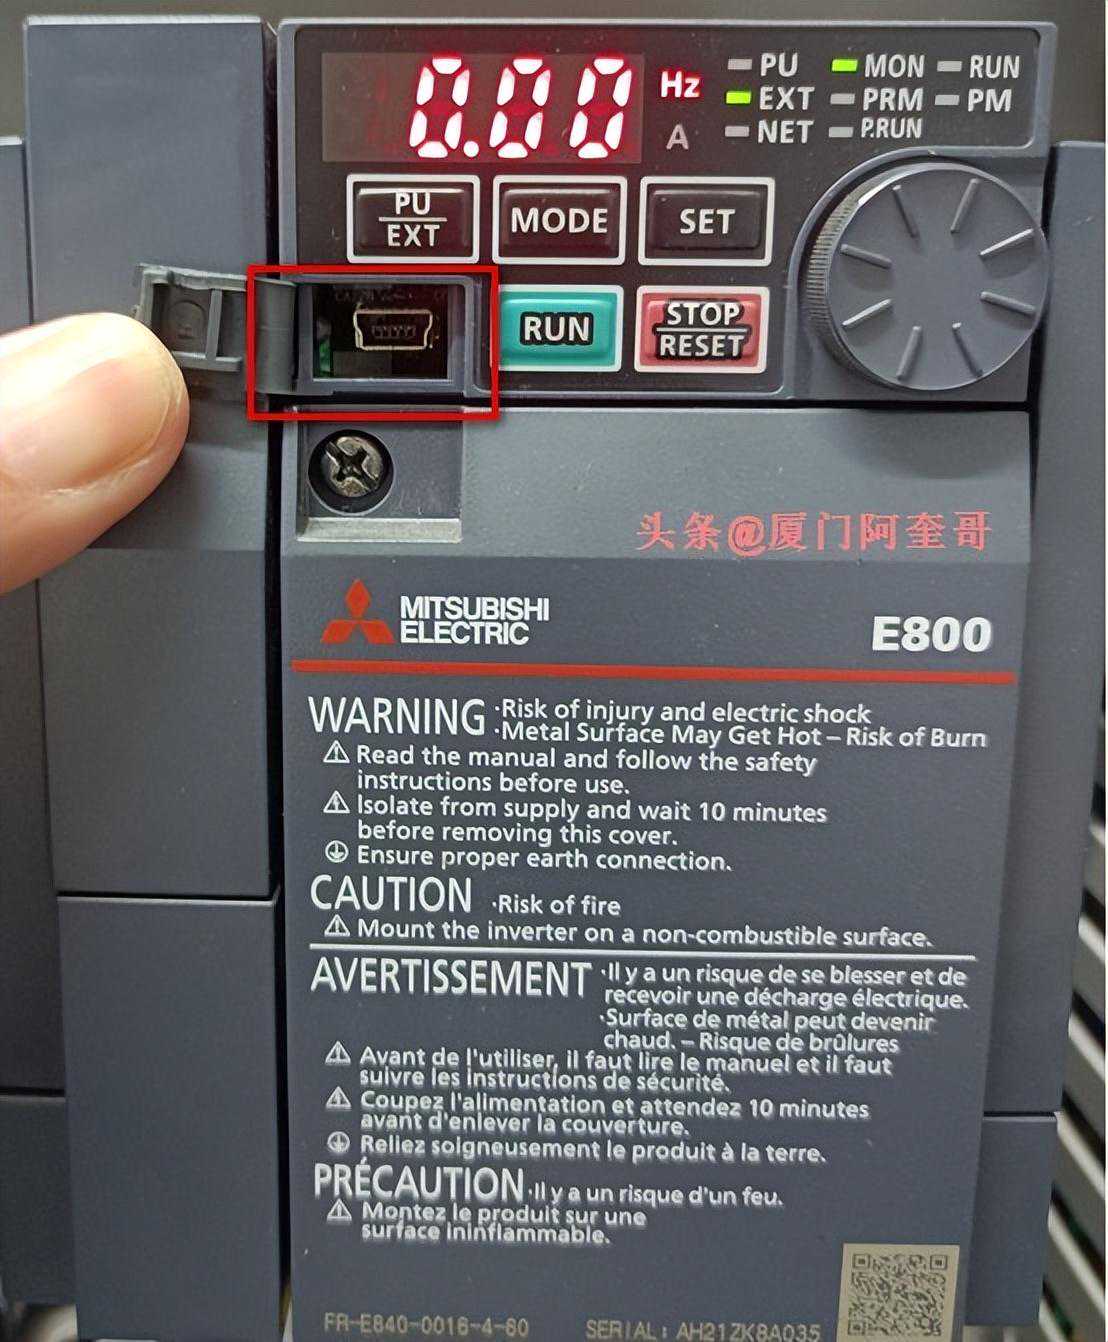 0.00
Hz
A
PU
MON
RUN
EXT
PRM
PM
NET
P.RUN
PU
EXT
MODE
SET
RUN
STOP
RESET
头条@厦门阿奎哥
MITSUBISHI
ELECTRIC
E800
WARNING
·Risk of injury and electric shock
·Metal Surface May Get Hot – Risk of Burn
Read the manual and follow the safety
instructions before use.
Isolate from supply and wait 10 minutes
before removing this cover.
Ensure proper earth connection.
CAUTION ·Risk of fire
Mount the inverter on a non-combustible surface.
AVERTISSEMENT
·Il y a un risque de se blesser et de
recevoir une décharge électrique.
·Surface de métal peut devenir
chaud. – Risque de brûlures
Avant de l'utiliser, il faut lire le manuel et il faut
suivre les instructions de sécurité.
Coupez l'alimentation et attendez 10 minutes
avant d'enlever la couverture.
Reliez soigneusement le produit à la terre.
PRÉCAUTION ·Il y a un risque d'un feu.
Montez le produit sur une
surface ininflammable.
FR-E840-0016-4-60 SERIAL: AH21ZK8A035